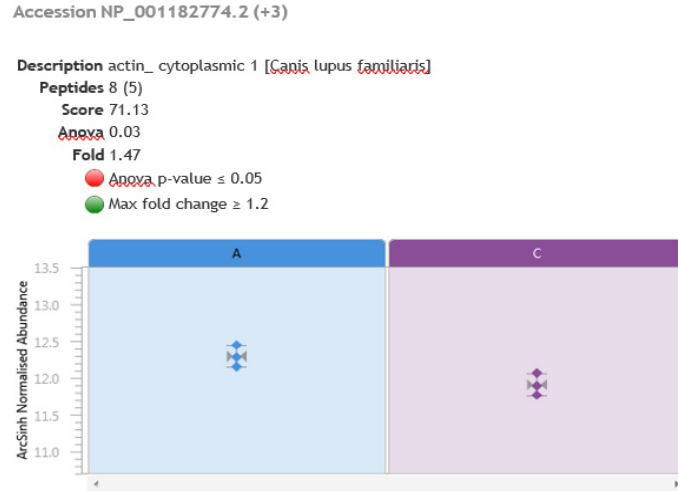 Accession NP_001182774.2 (+3)
Description actin_ cytoplasmic 1 [Canis lupus familiaris]
Peptides 8 (5)
Score 71.13
Anova 0.03
Fold 1.47
Anova p-value ≤ 0.05
Max fold change ≥ 1.2
A
C
ArcSinh Normalised Abundance
13.5
13.0
12.5
12.0
11.5
11.0